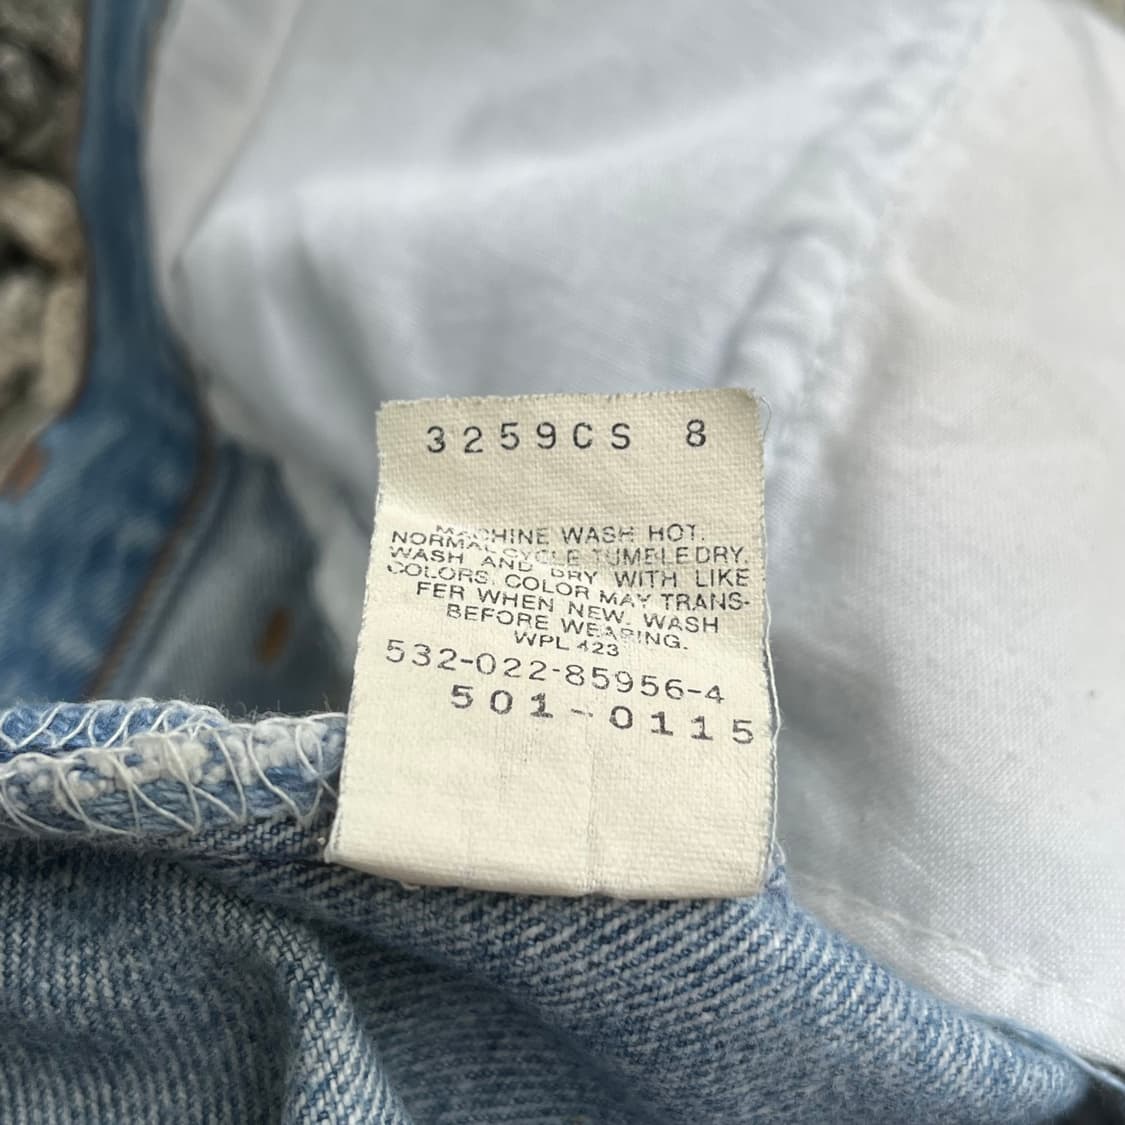 3259CS 8
MACHINE WASH HOT.
NORMAL CYCLE TUMBLE DRY.
WASH AND DRY WITH LIKE
COLORS. COLOR MAY TRANS-
FER WHEN NEW. WASH
BEFORE WEARING.
WPL 423
532-022-85956-4
501-0115